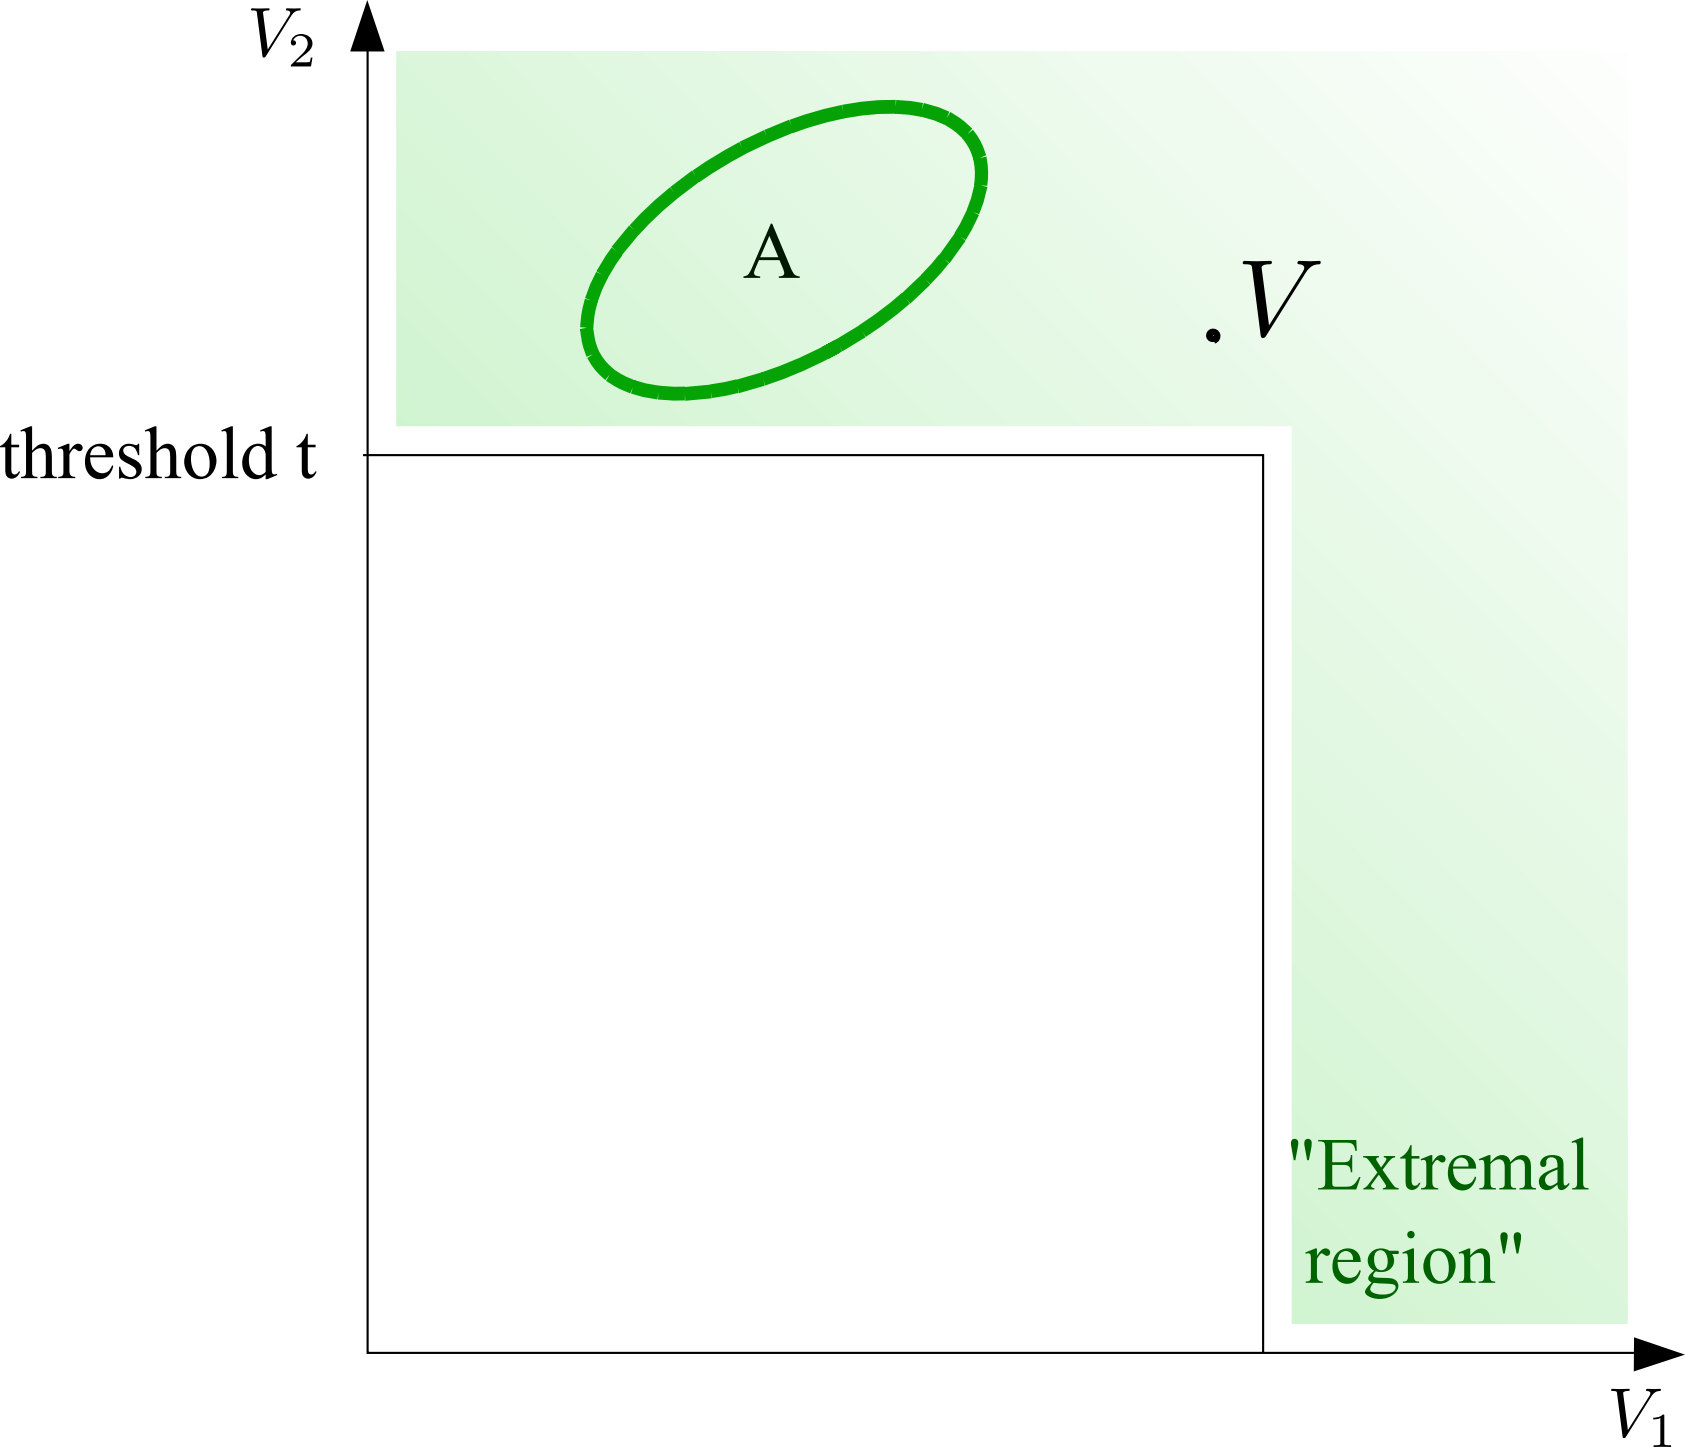 V₂
A
.V
threshold t
"Extremal
region"
V₁